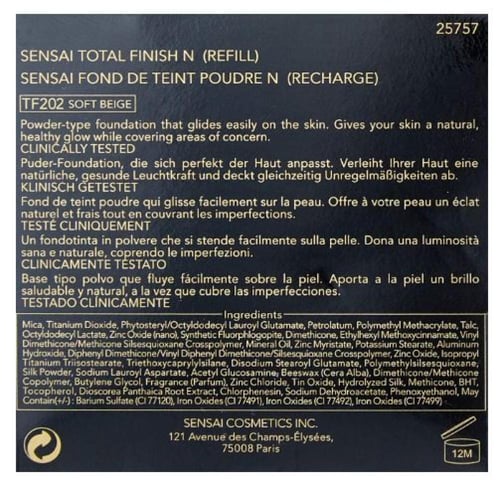 25757
SENSAI TOTAL FINISH N (REFILL)
SENSAI FOND DE TEINT POUDRE N (RECHARGE)
TF202 SOFT BEIGE
Powder-type foundation that glides easily on the skin. Gives your skin a natural,
healthy glow while covering areas of concern.
CLINICALLY TESTED
Puder-Foundation, die sich perfekt der Haut anpasst. Verleiht Ihrer Haut eine
natürliche, gesunde Leuchtkraft und deckt gleichzeitig Unregelmäßigkeiten ab.
KLINISCH GETESTET
Fond de teint poudre qui glisse facilement sur la peau. Offre à votre peau un éclat
naturel et frais tout en couvrant les imperfections.
TESTÉ CLINIQUEMENT
Un fondotinta in polvere che si stende facilmente sulla pelle. Dona una luminosità
sana e naturale, coprendo le imperfezioni.
CLINICAMENTE TESTATO
Base tipo polvo que fluye fácilmente sobre la piel. Aporta a la piel un brillo
saludable y natural, a la vez que cubre las imperfecciones.
TESTADO CLÍNICAMENTE
Ingredients
Mica, Titanium Dioxide, Phytosteryl/Octyldodecyl Lauroyl Glutamate, Petrolatum, Polymethyl Methacrylate, Talc,
Octyldodecyl Lactate, Zinc Oxide (nano), Synthetic Fluorphlogopite, Dimethicone, Ethylhexyl Methoxycinnamate, Vinyl
Dimethicone/Methicone Silsesquioxane Crosspolymer, Mineral Oil, Zinc Myristate, Potassium Stearate, Aluminum
Hydroxide, Diphenyl Dimethicone/Vinyl Diphenyl Dimethicone/Silsesquioxane Crosspolymer, Zinc Oxide, Isopropyl
Titanium Triisostearate, Triethoxycaprylylsilane, Disodium Stearoyl Glutamate, Polymethylsilsesquioxane,
Silk Powder, Sodium Lauroyl Aspartate, Acetyl Glucosamine, Beeswax (Cera Alba), Dimethicone/Methicone
Copolymer, Butylene Glycol, Fragrance (Parfum), Zinc Chloride, Tin Oxide, Hydrolyzed Silk, Methicone, BHT,
Tocopherol, Dioscorea Panthaica Root Extract, Chlorphenesin, Sodium Dehydroacetate, Phenoxyethanol, May
Contain(+/-) : Barium Sulfate (CI 77120), Iron Oxides (CI 77491), Iron Oxides (CI 77492), Iron Oxides (CI 77499)
SENSAI COSMETICS INC.
121 Avenue des Champs-Élysées,
75008 Paris
12M